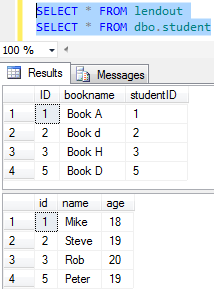 SELECT * FROM lendout
SELECT * FROM dbo.student
100 %
Results Messages
ID bookname studentID
1 1 Book A 1
2 2 Book d 2
3 3 Book H 3
4 5 Book D 5
id name age
1 1 Mike 18
2 2 Steve 19
3 3 Rob 20
4 5 Peter 19